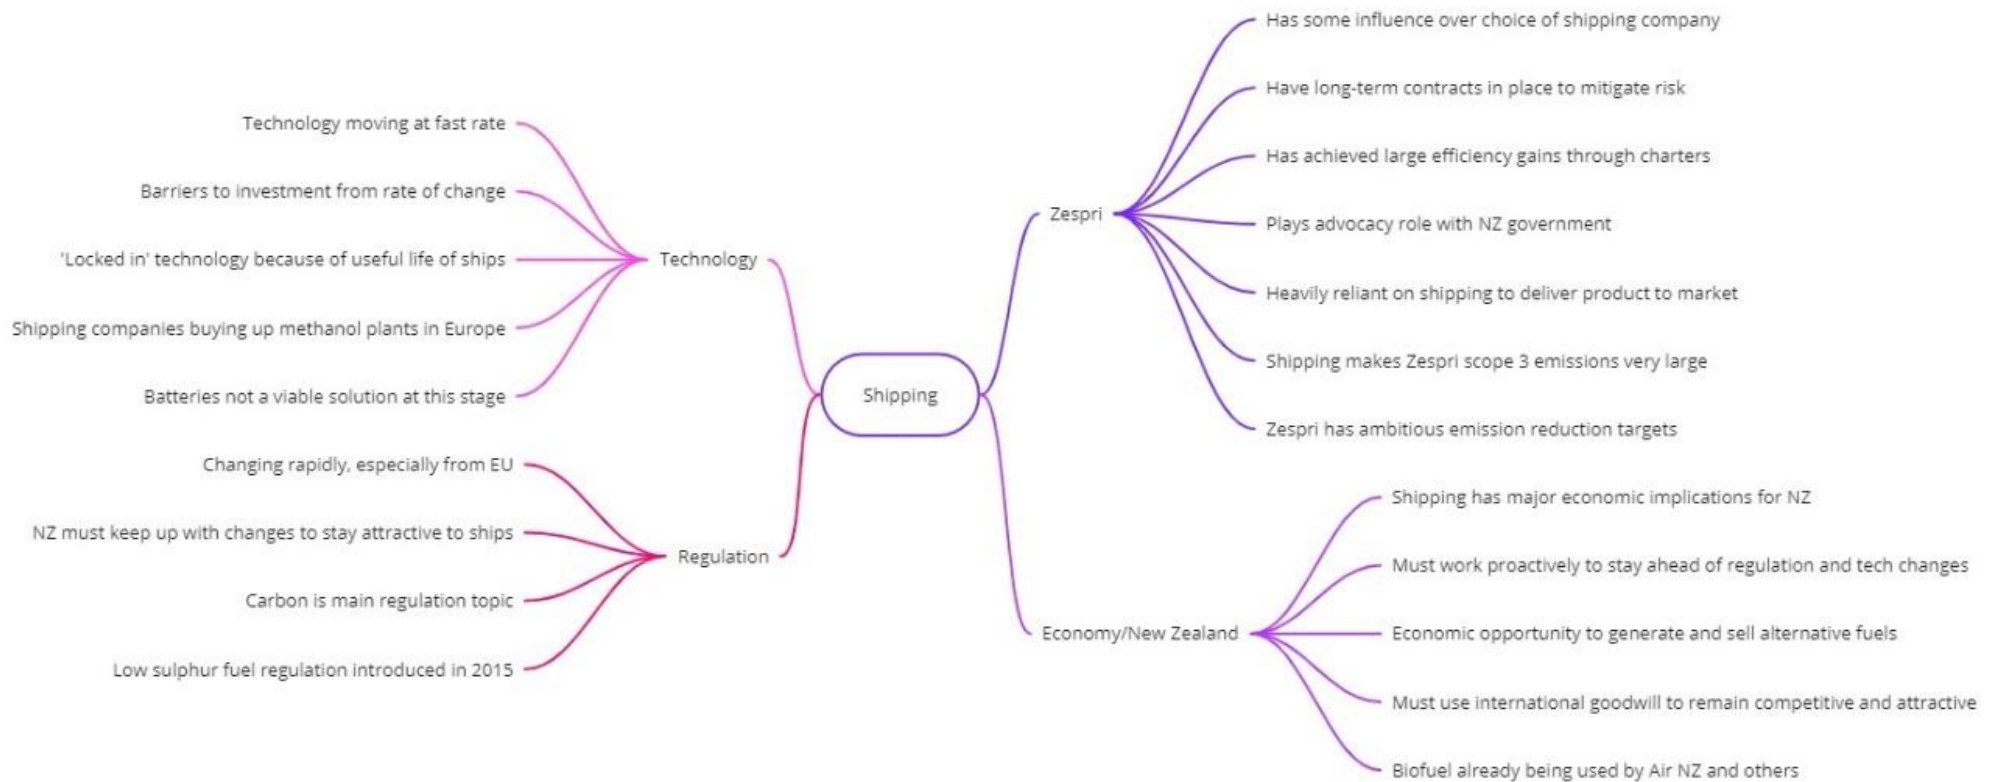 Technology moving at fast rate
Barriers to investment from rate of change
'Locked in' technology because of useful life of ships
Shipping companies buying up methanol plants in Europe
Batteries not a viable solution at this stage
Technology
Changing rapidly, especially from EU
NZ must keep up with changes to stay attractive to ships
Carbon is main regulation topic
Low sulphur fuel regulation introduced in 2015
Regulation
Shipping
Zespri
Has some influence over choice of shipping company
Have long-term contracts in place to mitigate risk
Has achieved large efficiency gains through charters
Plays advocacy role with NZ government
Heavily reliant on shipping to deliver product to market
Shipping makes Zespri scope 3 emissions very large
Zespri has ambitious emission reduction targets
Economy/New Zealand
Shipping has major economic implications for NZ
Must work proactively to stay ahead of regulation and tech changes
Economic opportunity to generate and sell alternative fuels
Must use international goodwill to remain competitive and attractive
Biofuel already being used by Air NZ and others